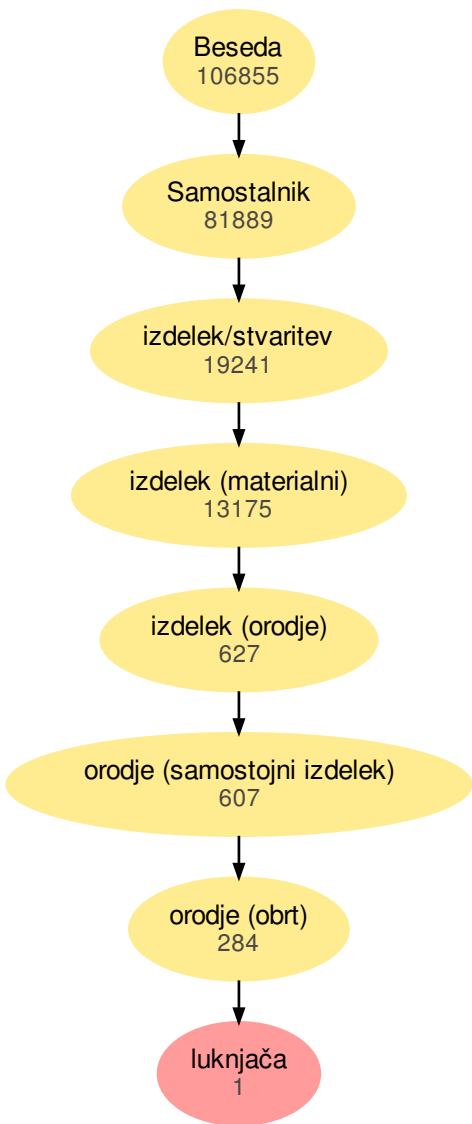 Beseda
106855
Samostalnik
81889
izdelek/stvaritev
19241
izdelek (materialni)
13175
izdelek (orodje)
627
orodje (samostojni izdelek)
607
orodje (obrt)
284
luknjača
1